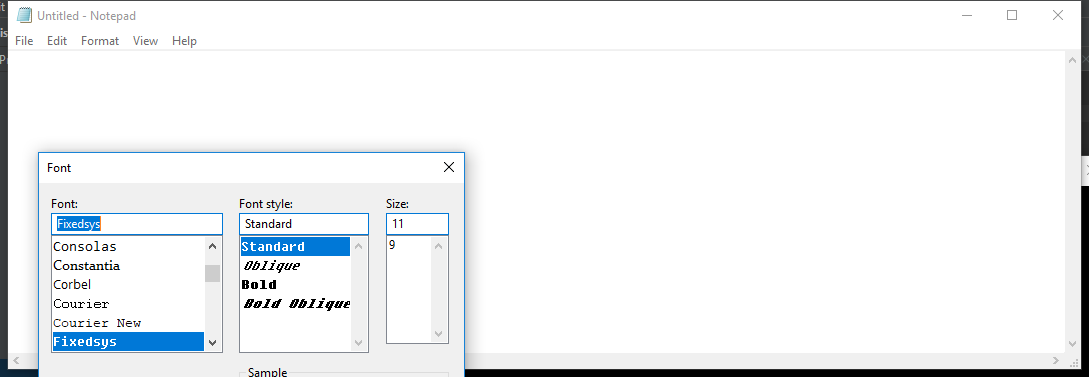 Untitled - Notepad
File Edit Format View Help
Font
Font: Font style: Size:
Fixedsys Standard 11
Consolas Standard 9
Constantia Oblique
Corbel Bold
Courier Bold Oblique
Courier New
Fixedsys
Sample